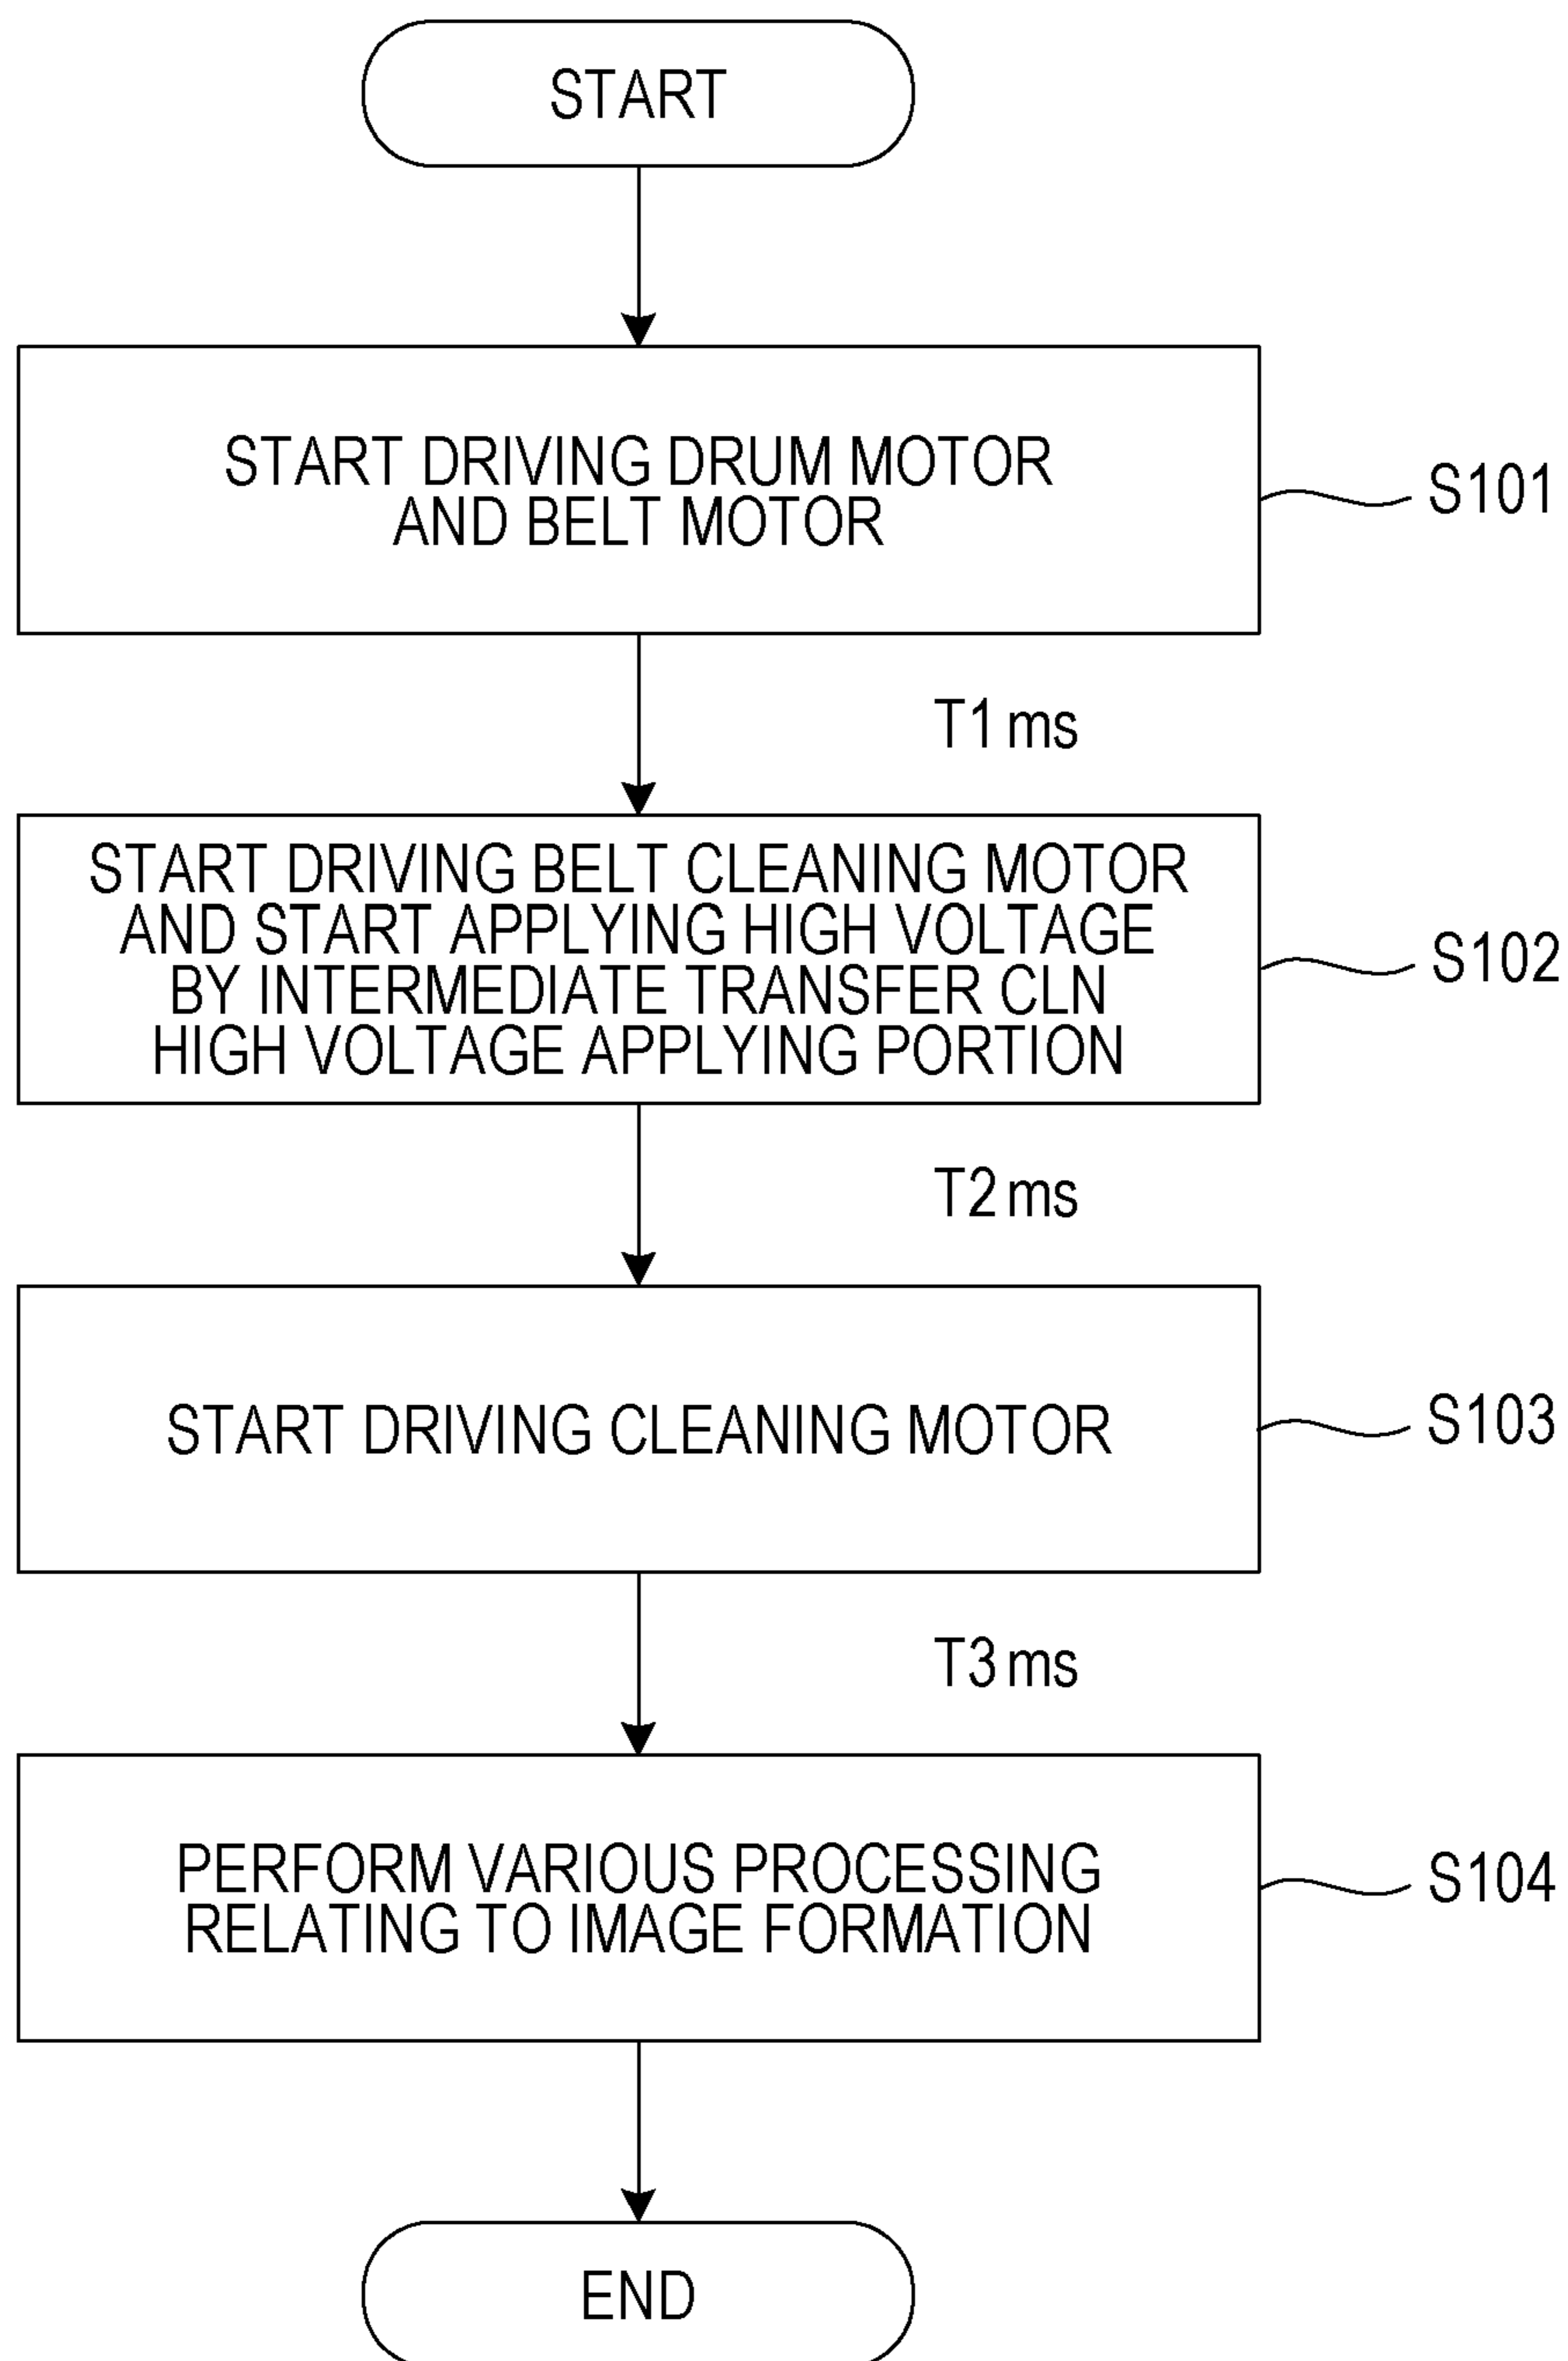 START
START DRIVING DRUM MOTOR
AND BELT MOTOR
S101
T1 ms
START DRIVING BELT CLEANING MOTOR
AND START APPLYING HIGH VOLTAGE
BY INTERMEDIATE TRANSFER CLN
HIGH VOLTAGE APPLYING PORTION
S102
T2 ms
START DRIVING CLEANING MOTOR
S103
T3 ms
PERFORM VARIOUS PROCESSING
RELATING TO IMAGE FORMATION
S104
END